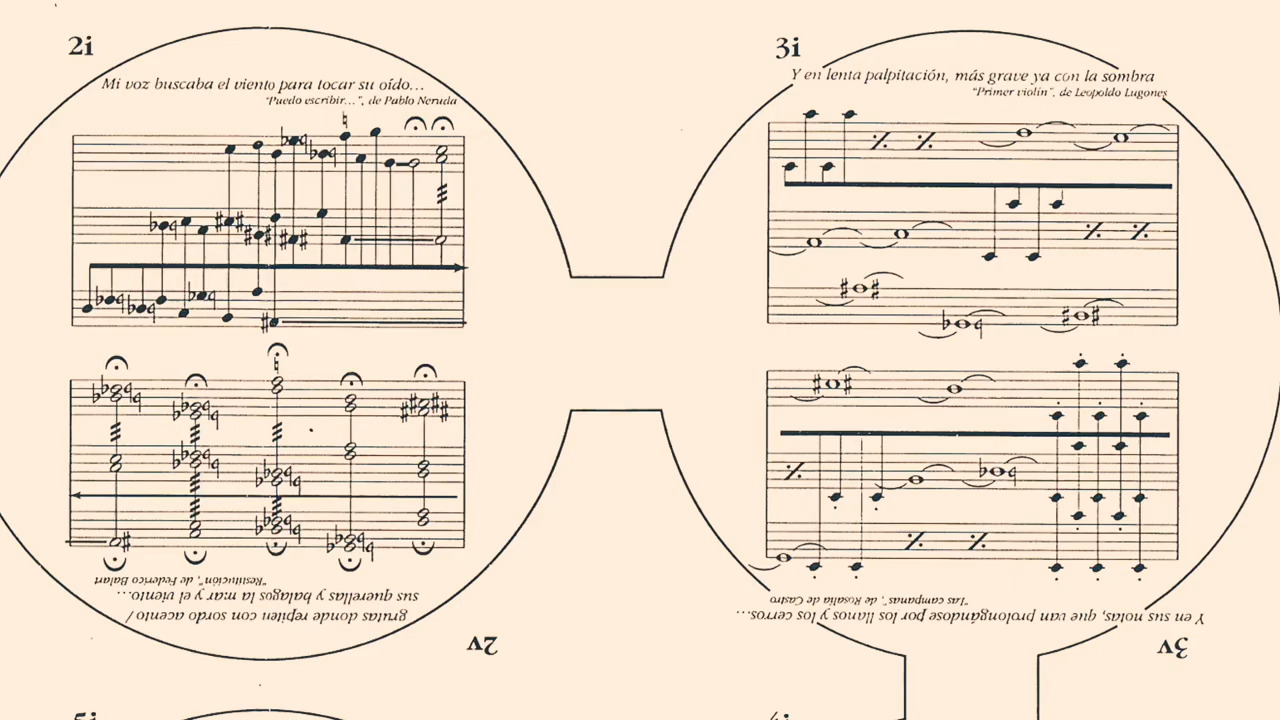 2i
Mi voz buscaba el viento para tocar su oído...
"Puedo escribir...", de Pablo Neruda
3i
Y en lenta palpitación, más grave ya con la sombra
"Primer violín", de Leopoldo Lugones
2v
grutas donde repiten con sordo acento /
sus querellas y halagos la mar y el viento...
"Restitución", de Federico Balart
3v
Y en sus notas, que van prolongándose por los llanos y los cerros...
"Las campanas", de Rosalía de Castro